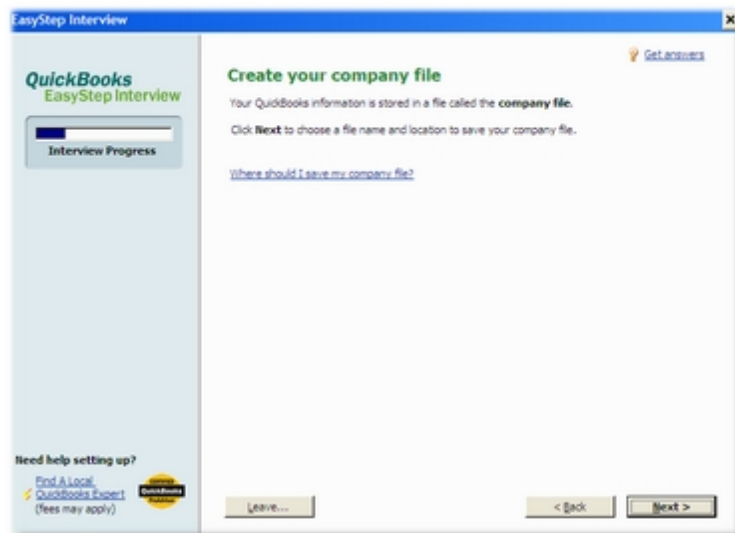 EasyStep Interview
Get answers
QuickBooks
EasyStep Interview
Interview Progress
Create your company file
Your QuickBooks information is stored in a file called the company file.
Click Next to choose a file name and location to save your company file.
Where should I save my company file?
Need help setting up?
Find A Local
QuickBooks Expert
(fees may apply)
QuickBooks
Leave...
< Back
Next >